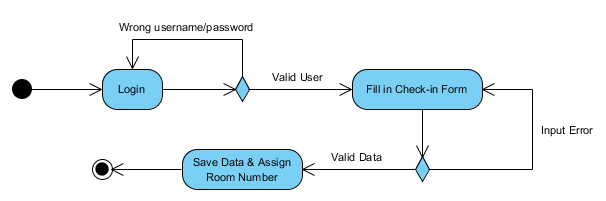 Wrong username/password
Login
Valid User
Fill in Check-in Form
Input Error
Save Data & Assign
Room Number
Valid Data